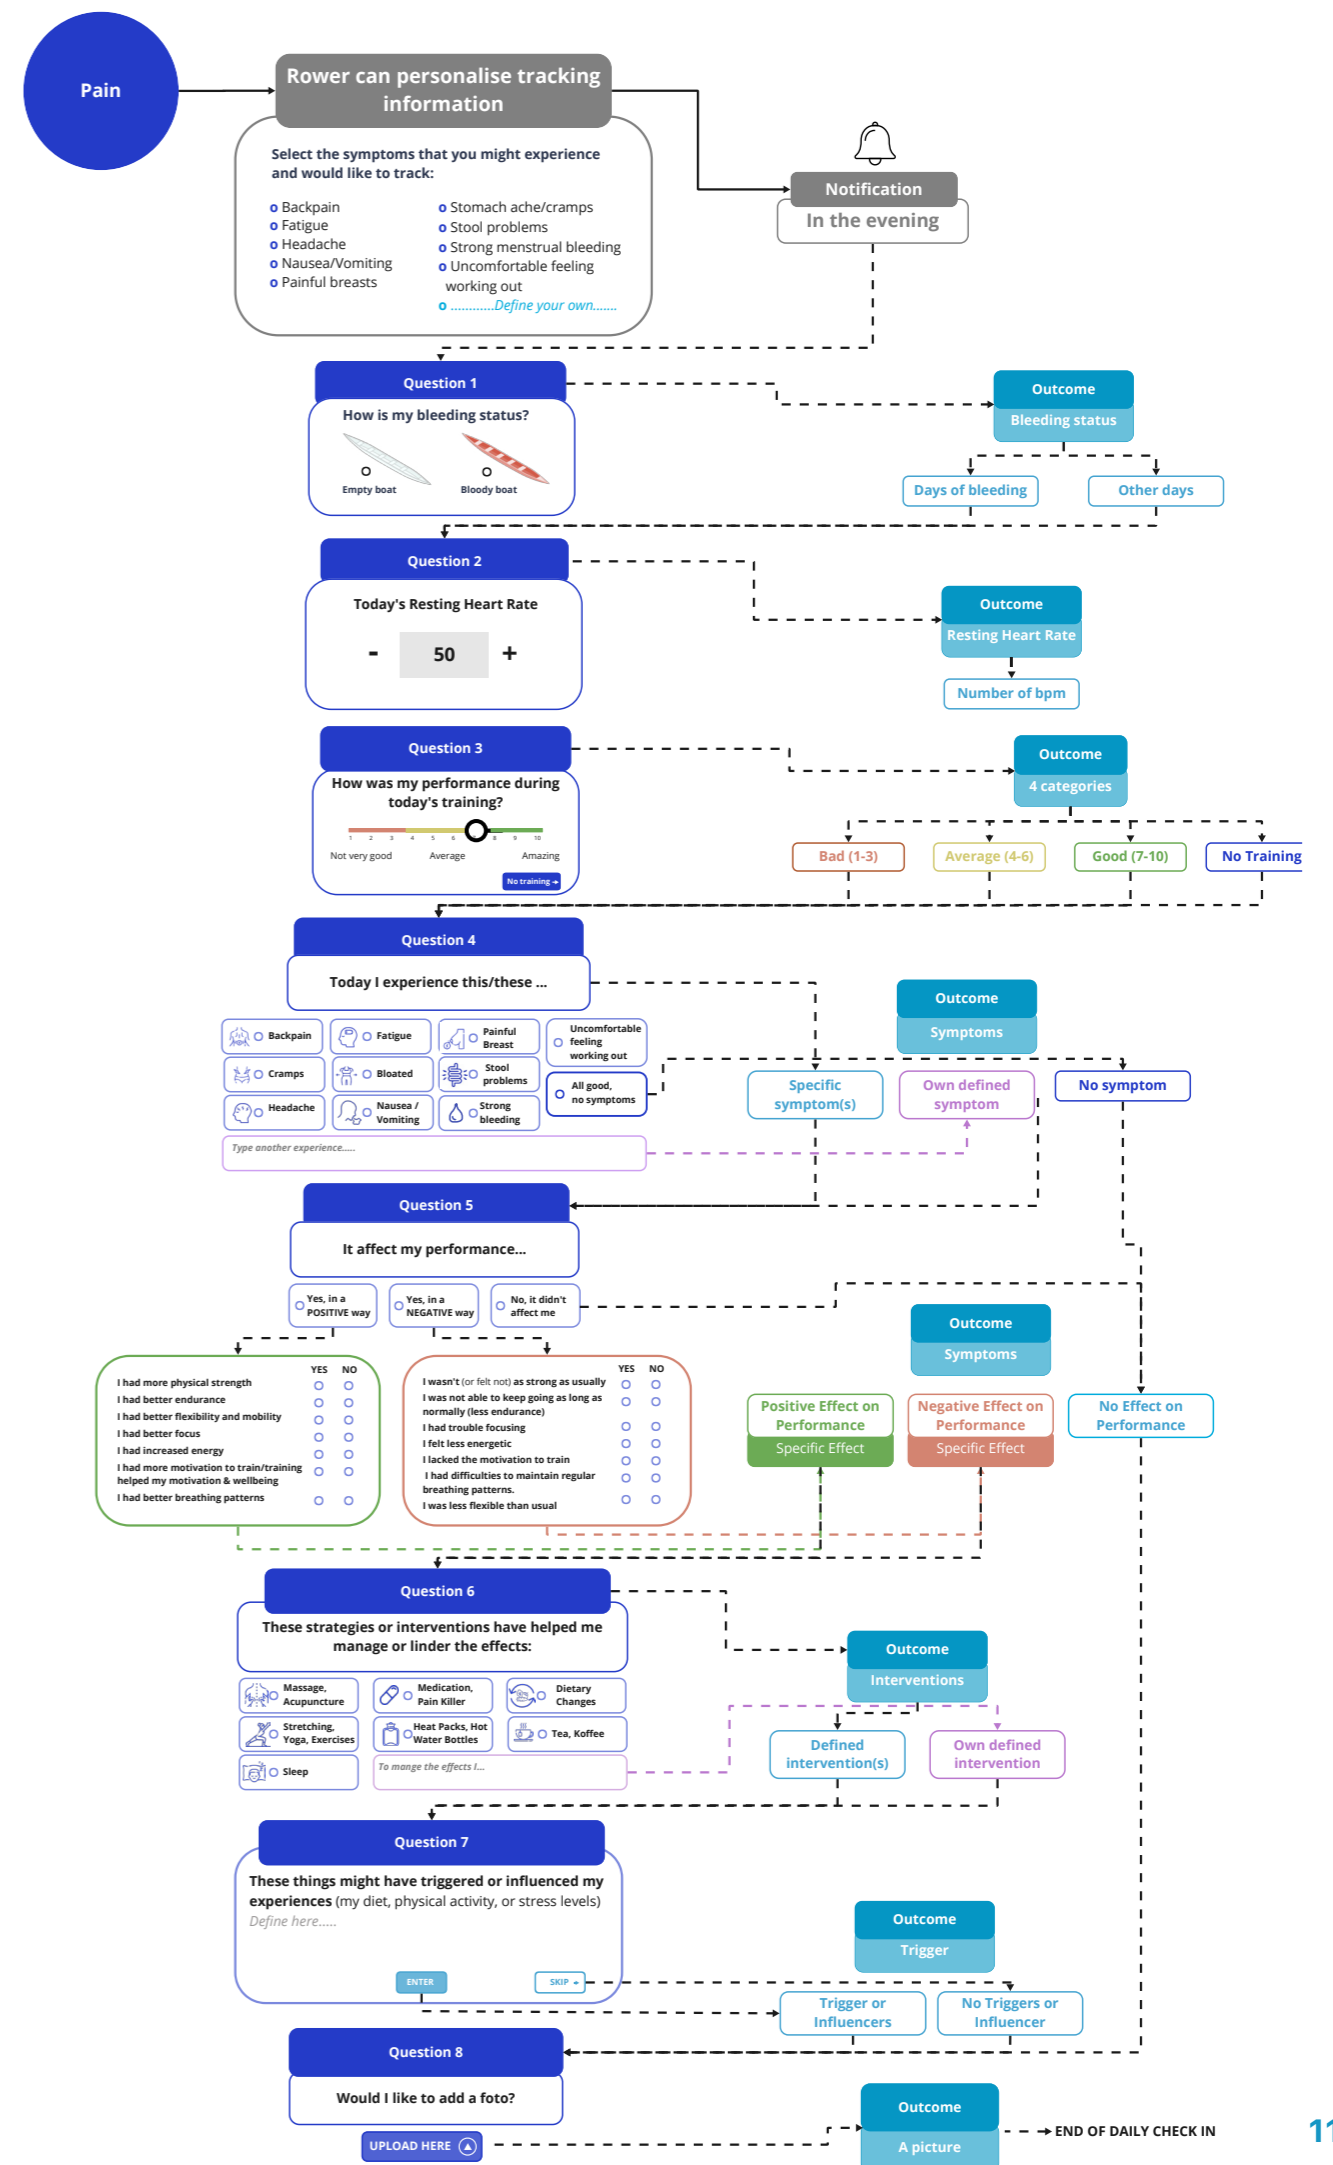 Pain
Rower can personalise tracking
information
Select the symptoms that you might experience
and would like to track:
o Backpain
o Fatigue
o Headache
o Nausea/Vomiting
o Painful breasts
o Stomach ache/cramps
o Stool problems
o Strong menstrual bleeding
o Uncomfortable feeling
working out
o ............Define your own.......
Notification
In the evening
Question 1
How is my bleeding status?
Empty boat
Bloody boat
Outcome
Bleeding status
Days of bleeding
Other days
Question 2
Today's Resting Heart Rate
- 50 +
Outcome
Resting Heart Rate
Number of bpm
Question 3
How was my performance during
today's training?
1 2 3 4 5 6 8 9 10
Not very good Average Amazing
No training
Outcome
4 categories
Bad (1-3)
Average (4-6)
Good (7-10)
No Training
Question 4
Today I experience this/these ...
Backpain
Fatigue
Painful
Breast
Uncomfortable
feeling
working out
Cramps
Bloated
Stool
problems
All good,
no symptoms
Headache
Nausea /
Vomiting
Strong
bleeding
Type another experience.....
Outcome
Symptoms
Specific
symptom(s)
Own defined
symptom
No symptom
Question 5
It affect my performance...
Yes, in a
POSITIVE way
Yes, in a
NEGATIVE way
No, it didn't
affect me
YES NO
I had more physical strength
I had better endurance
I had better flexibility and mobility
I had better focus
I had increased energy
I had more motivation to train/training
helped my motivation & wellbeing
I had better breathing patterns
YES NO
I wasn't (or felt not) as strong as usually
I was not able to keep going as long as
normally (less endurance)
I had trouble focusing
I felt less energetic
I lacked the motivation to train
I had difficulties to maintain regular
breathing patterns.
I was less flexible than usual
Outcome
Symptoms
Positive Effect on
Performance
Specific Effect
Negative Effect on
Performance
Specific Effect
No Effect on
Performance
Question 6
These strategies or interventions have helped me
manage or linder the effects:
Massage,
Acupuncture
Medication,
Pain Killer
Dietary
Changes
Stretching,
Yoga, Exercises
Heat Packs, Hot
Water Bottles
Tea, Koffee
Sleep
To mange the effects I...
Outcome
Interventions
Defined
intervention(s)
Own defined
intervention
Question 7
These things might have triggered or influenced my
experiences (my diet, physical activity, or stress levels)
Define here.....
ENTER
SKIP
Outcome
Trigger
Trigger or
Influencers
No Triggers or
Influencer
Question 8
Would I like to add a foto?
UPLOAD HERE
Outcome
A picture
END OF DAILY CHECK IN
11